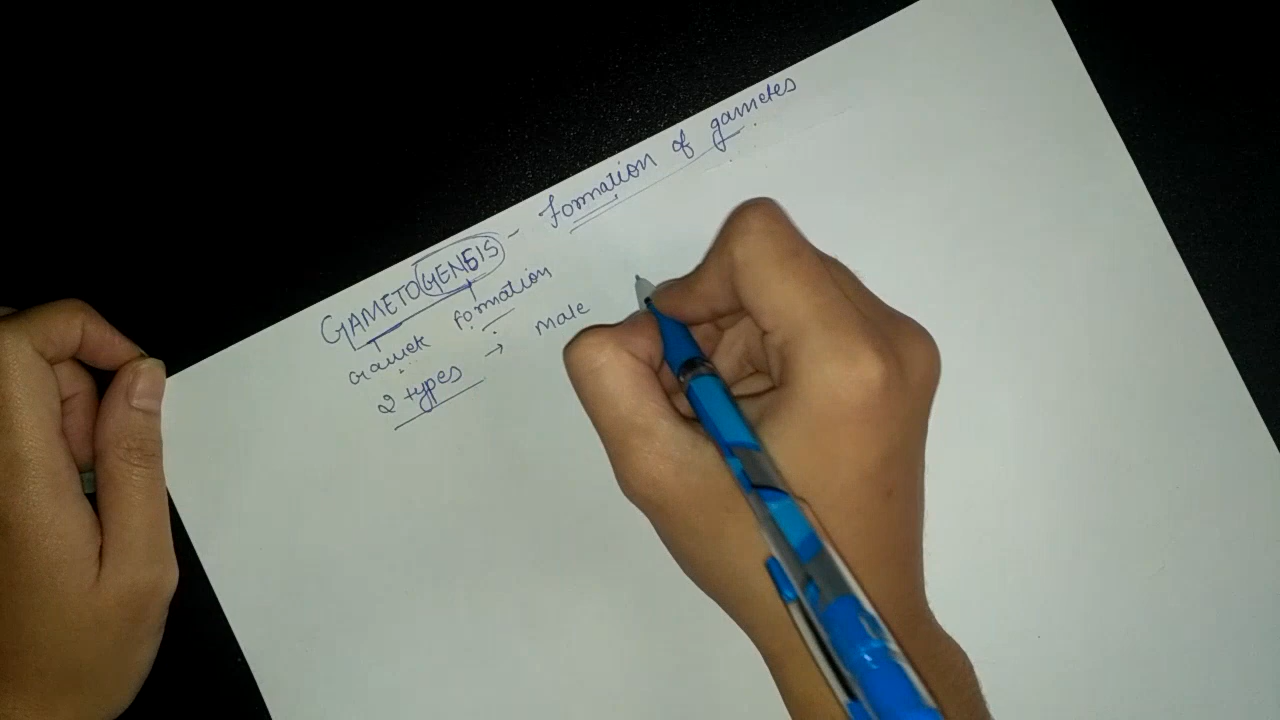 GAMETOGENESIS - Formation of gametes
Gamete formation
2 types → Male